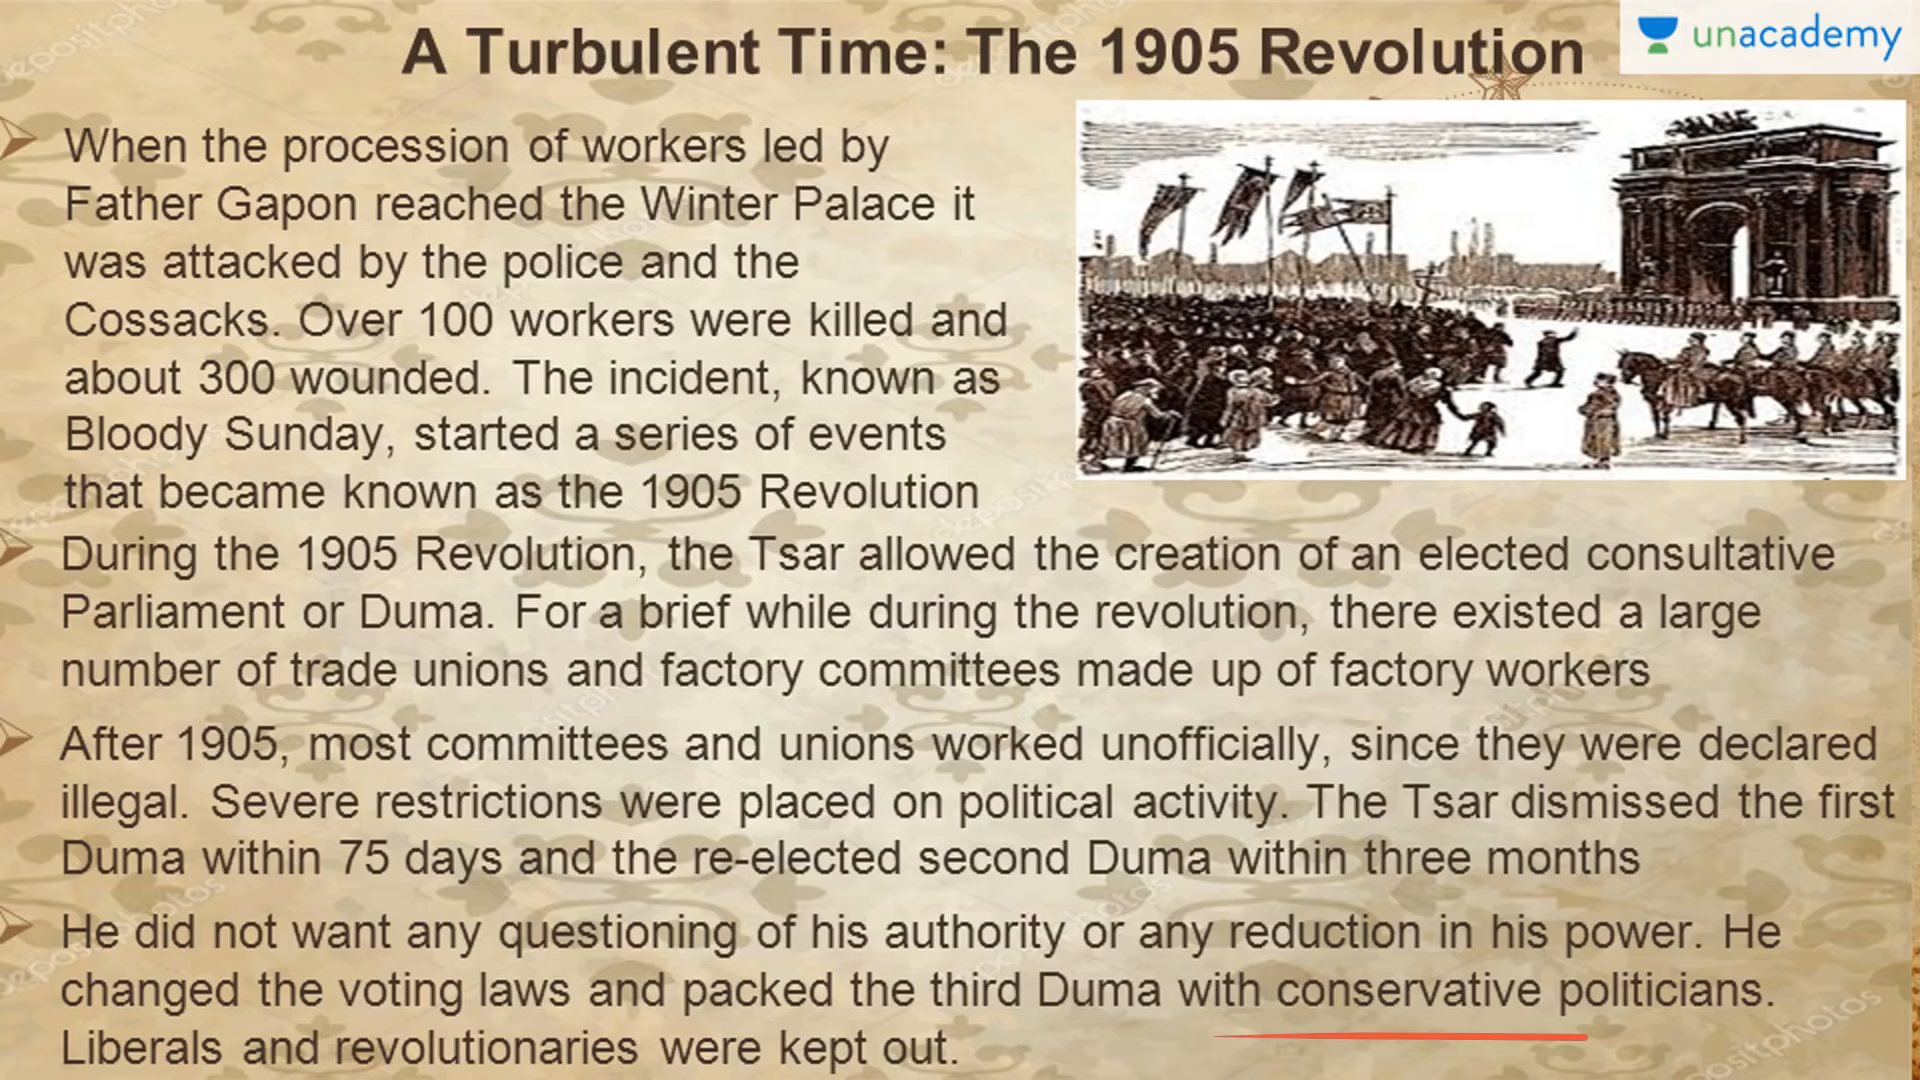 A Turbulent Time: The 1905 Revolution
unacademy
When the procession of workers led by
Father Gapon reached the Winter Palace it
was attacked by the police and the
Cossacks. Over 100 workers were killed and
about 300 wounded. The incident, known as
Bloody Sunday, started a series of events
that became known as the 1905 Revolution
During the 1905 Revolution, the Tsar allowed the creation of an elected consultative
Parliament or Duma. For a brief while during the revolution, there existed a large
number of trade unions and factory committees made up of factory workers
After 1905, most committees and unions worked unofficially, since they were declared
illegal. Severe restrictions were placed on political activity. The Tsar dismissed the first
Duma within 75 days and the re-elected second Duma within three months
He did not want any questioning of his authority or any reduction in his power. He
changed the voting laws and packed the third Duma with conservative politicians.
Liberals and revolutionaries were kept out.
depositphotos